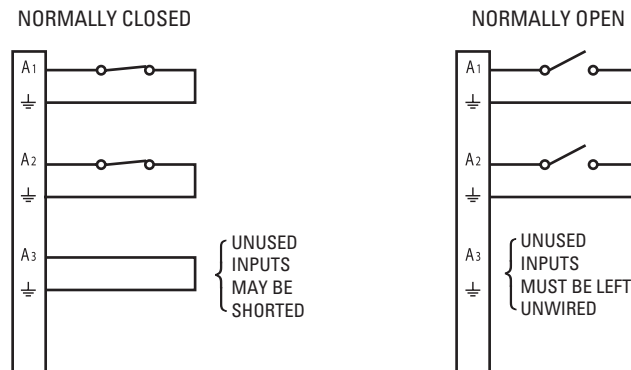 NORMALLY CLOSED
A1
A2
A3
UNUSED
INPUTS
MAY BE
SHORTED
NORMALLY OPEN
A1
A2
A3
UNUSED
INPUTS
MUST BE LEFT
UNWIRED